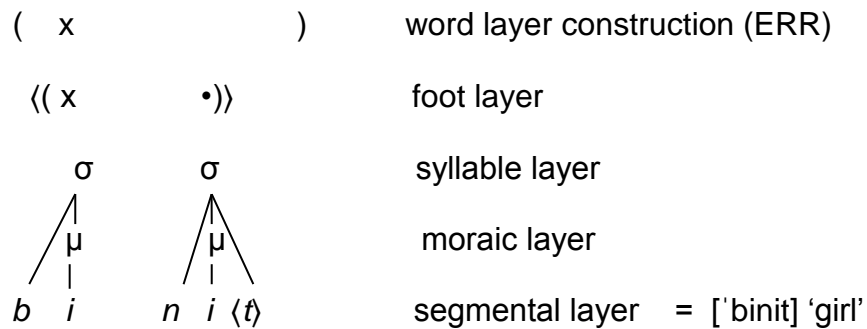 ( x ) word layer construction (ERR)
⟨( x •)⟩ foot layer
σ σ syllable layer
μ μ moraic layer
b i n i ⟨t⟩ segmental layer = [ˈbinit] ‘girl’